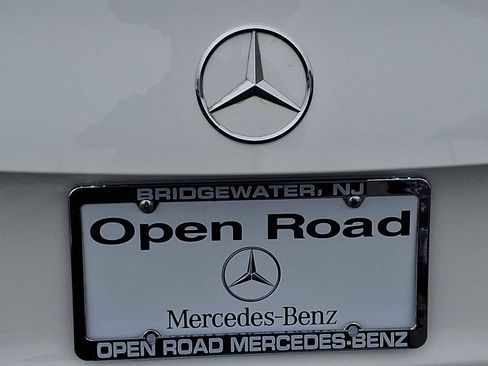 BRIDGEWATER, NJ
Open Road
Mercedes-Benz
OPEN ROAD MERCEDES-BENZ